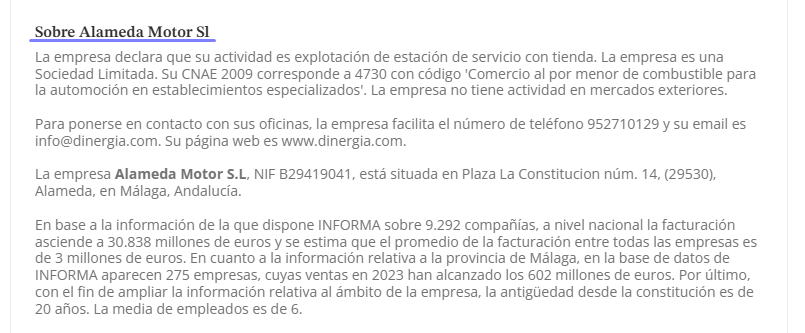 Sobre Alameda Motor Sl
La empresa declara que su actividad es explotación de estación de servicio con tienda. La empresa es una
Sociedad Limitada. Su CNAE 2009 corresponde a 4730 con código 'Comercio al por menor de combustible para
la automoción en establecimientos especializados'. La empresa no tiene actividad en mercados exteriores.
Para ponerse en contacto con sus oficinas, la empresa facilita el número de teléfono 952710129 y su email es
info@dinergia.com. Su página web es www.dinergia.com.
La empresa Alameda Motor S.L, NIF B29419041, está situada en Plaza La Constitucion núm. 14, (29530),
Alameda, en Málaga, Andalucía.
En base a la información de la que dispone INFORMA sobre 9.292 compañías, a nivel nacional la facturación
asciende a 30.838 millones de euros y se estima que el promedio de la facturación entre todas las empresas es
de 3 millones de euros. En cuanto a la información relativa a la provincia de Málaga, en la base de datos de
INFORMA aparecen 275 empresas, cuyas ventas en 2023 han alcanzado los 602 millones de euros. Por último,
con el fin de ampliar la información relativa al ámbito de la empresa, la antigüedad desde la constitución es de
20 años. La media de empleados es de 6.